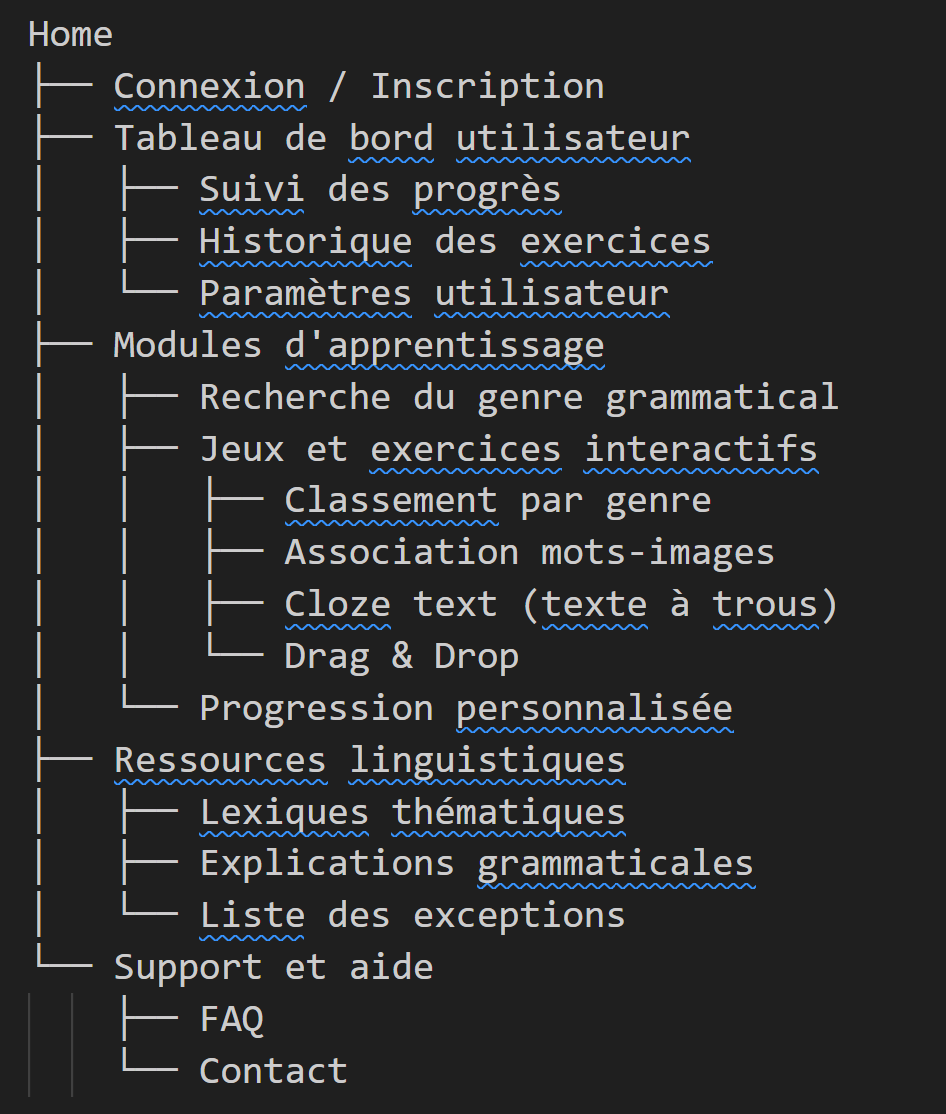 Home
├── Connexion / Inscription
├── Tableau de bord utilisateur
│   ├── Suivi des progrès
│   ├── Historique des exercices
│   └── Paramètres utilisateur
├── Modules d'apprentissage
│   ├── Recherche du genre grammatical
│   ├── Jeux et exercices interactifs
│   │   ├── Classement par genre
│   │   ├── Association mots-images
│   │   ├── Cloze text (texte à trous)
│   │   └── Drag & Drop
│   └── Progression personnalisée
├── Ressources linguistiques
│   ├── Lexiques thématiques
│   ├── Explications grammaticales
│   └── Liste des exceptions
└── Support et aide
    ├── FAQ
    └── Contact